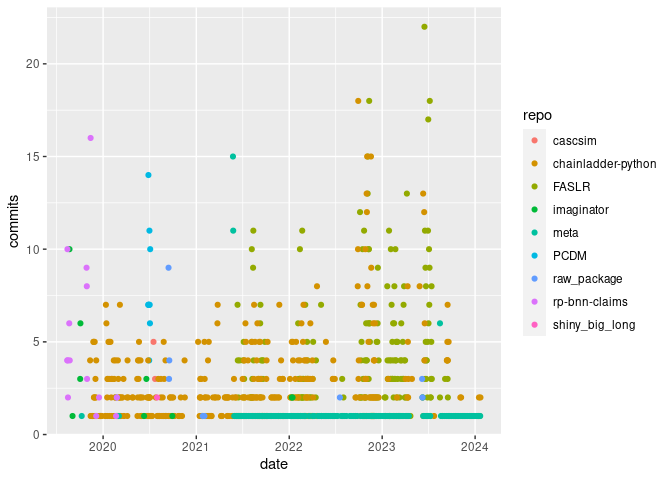 20
15
10
5
0
commits
2020
2021
2022
2023
2024
date
repo
cascsim
chainladder-python
FASLR
imaginator
meta
PCDM
raw_package
rp-bnn-claims
shiny_big_long